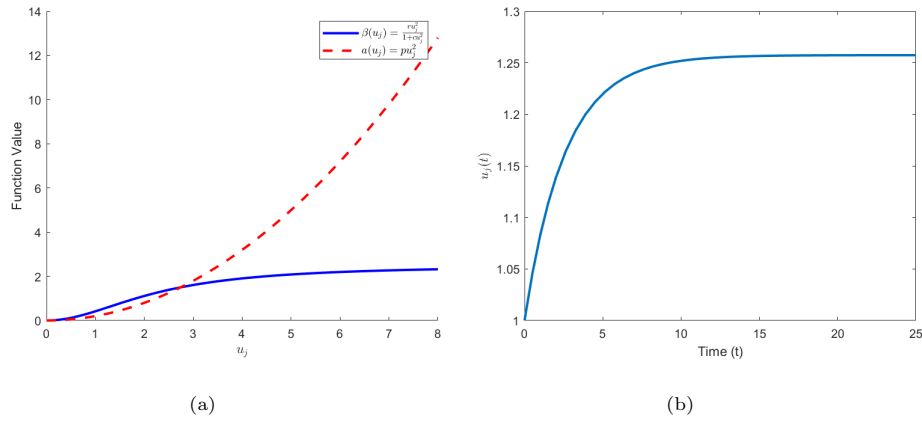 14
12
10
8
6
4
2
0
Function Value
0 1 2 3 4 5 6 7 8
u_j
β(u_j) = \frac{ru_j^2}{1+cu_j^2}
a(u_j) = pu_j^2
(a)
1.3
1.25
1.2
1.15
1.1
1.05
1
u_j(t)
0 5 10 15 20 25
Time (t)
(b)